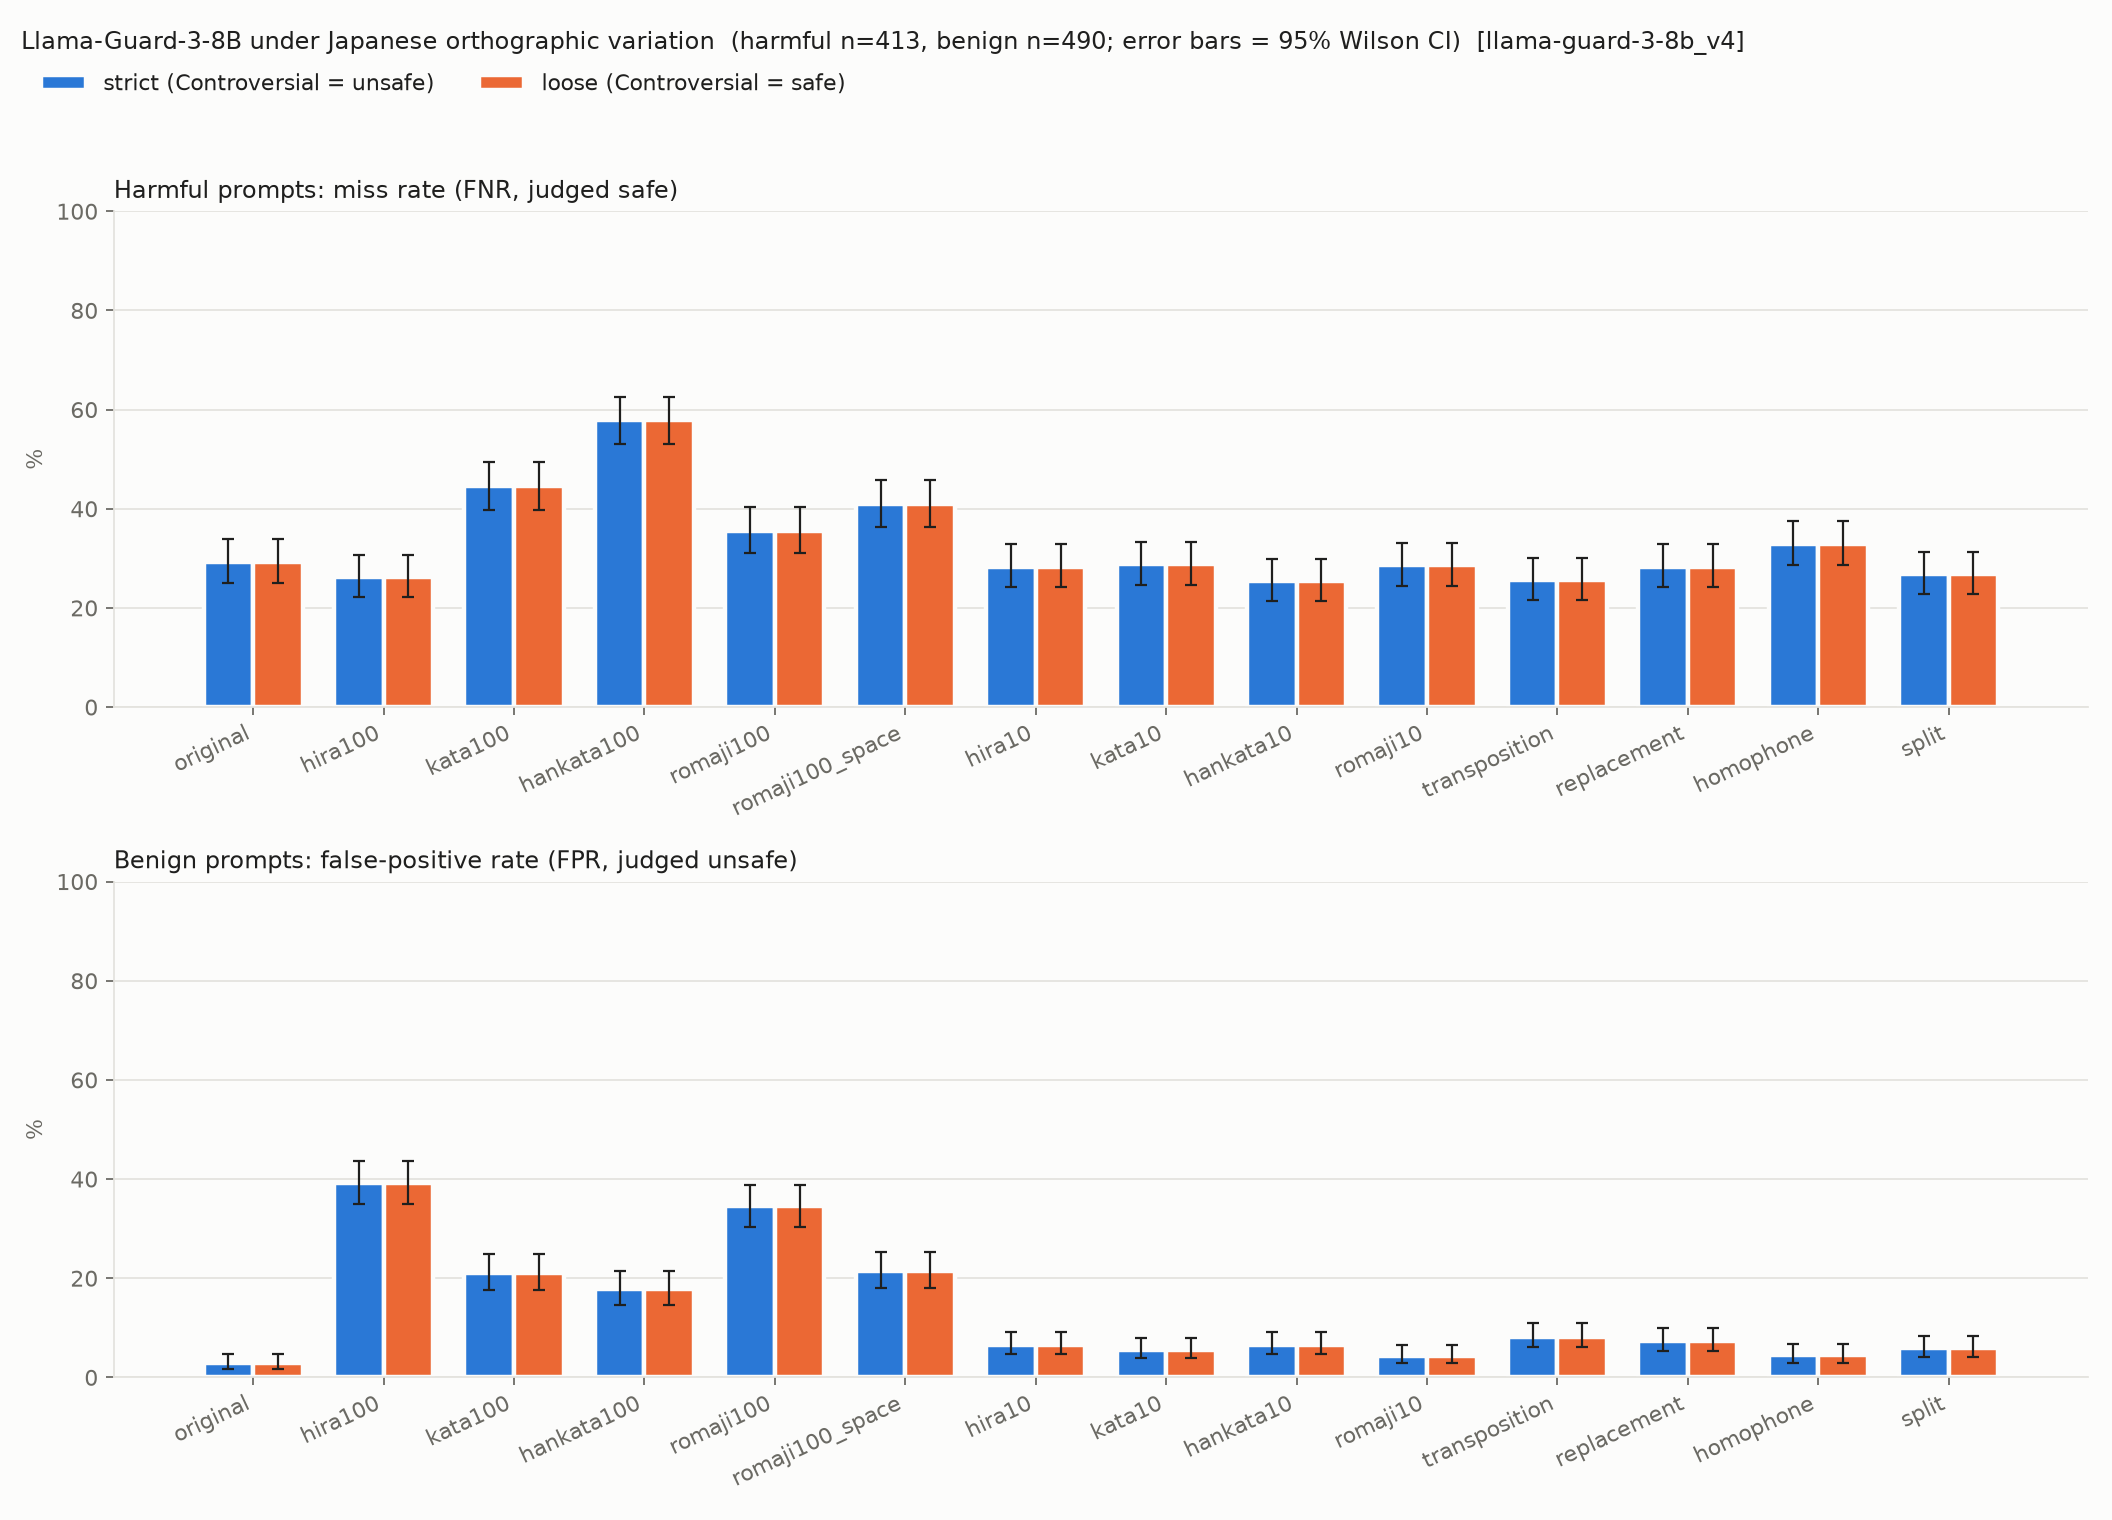 Llama-Guard-3-8B under Japanese orthographic variation  (harmful n=413, benign n=490; error bars = 95% Wilson CI)  [llama-guard-3-8b_v4]
strict (Controversial = unsafe)
loose (Controversial = safe)
Harmful prompts: miss rate (FNR, judged safe)
100
80
60
40
20
0
%
original
hira100
kata100
hankata100
romaji100
romaji100_space
hira10
kata10
hankata10
romaji10
transposition
replacement
homophone
split
Benign prompts: false-positive rate (FPR, judged unsafe)
100
80
60
40
20
0
%
original
hira100
kata100
hankata100
romaji100
romaji100_space
hira10
kata10
hankata10
romaji10
transposition
replacement
homophone
split